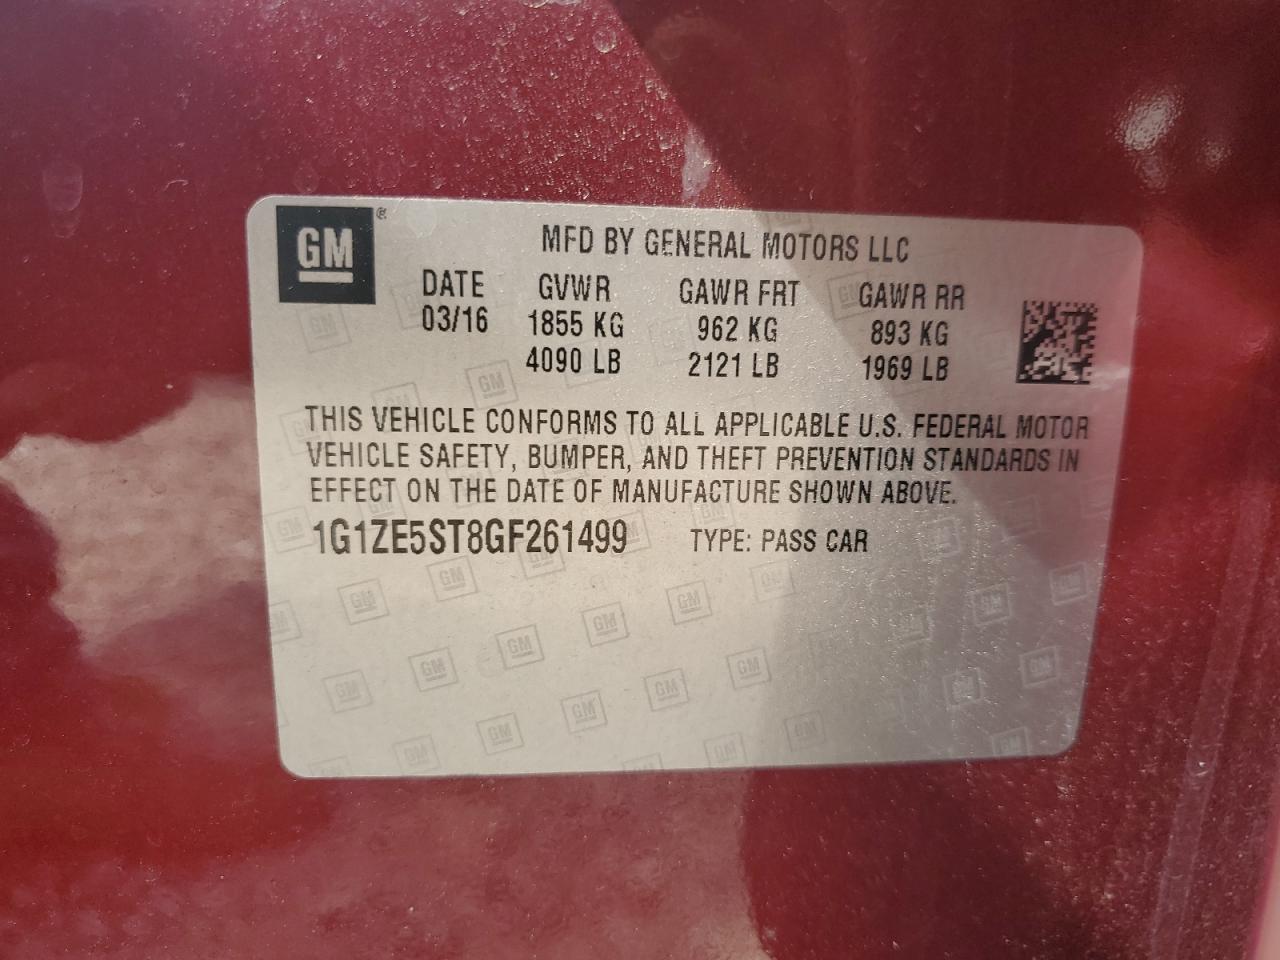 GM
MFD BY GENERAL MOTORS LLC
DATE GVWR GAWR FRT GAWR RR
03/16 1855 KG 962 KG 893 KG
4090 LB 2121 LB 1969 LB
THIS VEHICLE CONFORMS TO ALL APPLICABLE U.S. FEDERAL MOTOR
VEHICLE SAFETY, BUMPER, AND THEFT PREVENTION STANDARDS IN
EFFECT ON THE DATE OF MANUFACTURE SHOWN ABOVE.
1G1ZE5ST8GF261499 TYPE: PASS CAR